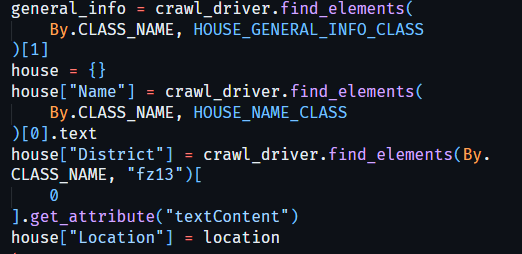 general_info = crawl_driver.find_elements(
    By.CLASS_NAME, HOUSE_GENERAL_INFO_CLASS
)[1]
house = {}
house["Name"] = crawl_driver.find_elements(
    By.CLASS_NAME, HOUSE_NAME_CLASS
)[0].text
house["District"] = crawl_driver.find_elements(By.
CLASS_NAME, "fz13")[
    0
].get_attribute("textContent")
house["Location"] = location